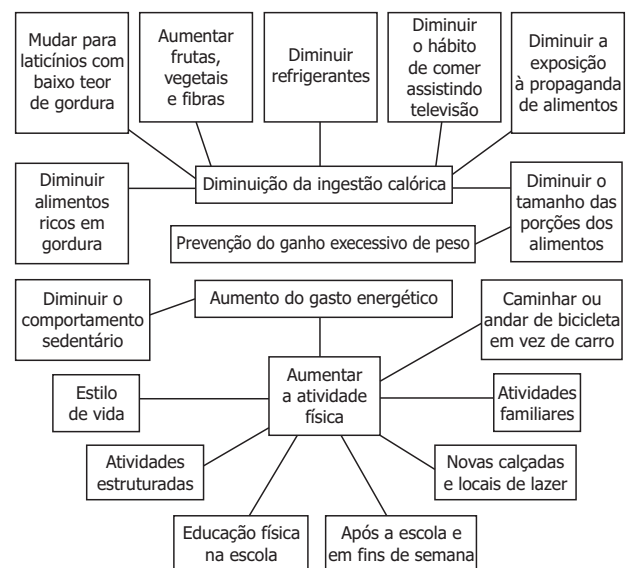 Mudar para
laticínios com
baixo teor
de gordura
Aumentar
frutas,
vegetais
e fibras
Diminuir
refrigerantes
Diminuir
o hábito
de comer
assistindo
televisão
Diminuir a
exposição
à propaganda
de alimentos
Diminuir
alimentos
ricos em
gordura
Diminuição da ingestão calórica
Diminuir o
tamanho das
porções dos
alimentos
Prevenção do ganho execessivo de peso
Diminuir o
comportamento
sedentário
Aumento do gasto energético
Caminhar ou
andar de bicicleta
em vez de carro
Aumentar
a atividade
física
Estilo
de vida
Atividades
familiares
Atividades
estruturadas
Novas calçadas
e locais de lazer
Educação física
na escola
Após a escola e
em fins de semana